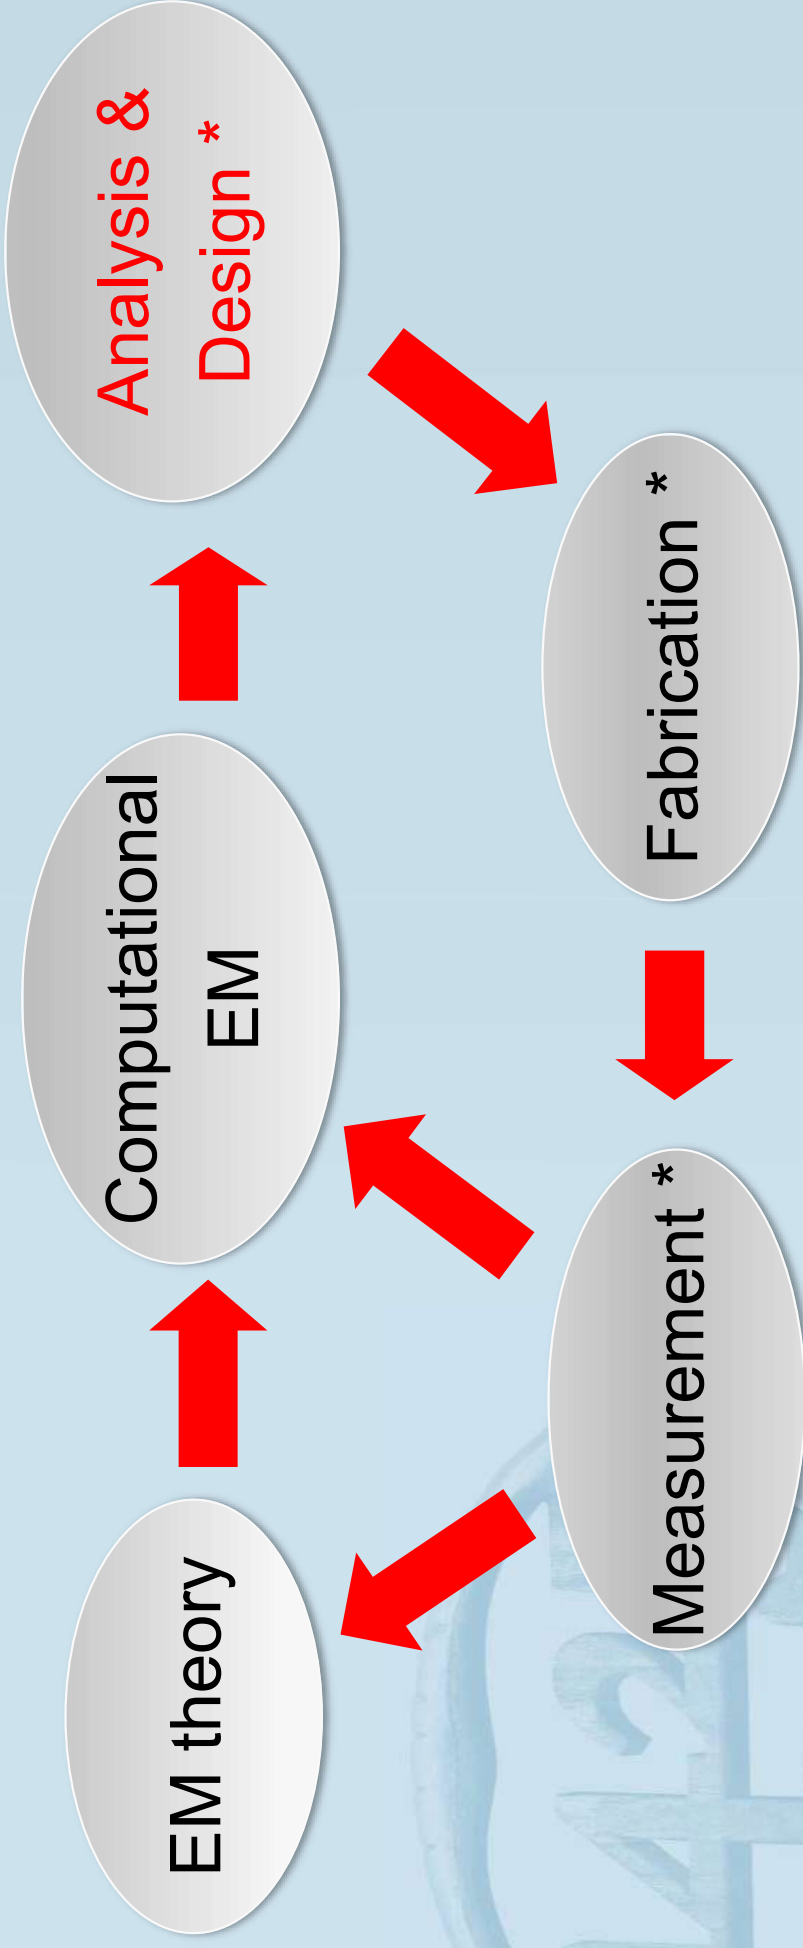 EM theory
Computational
EM
Analysis &
Design *
Measurement *
Fabrication *